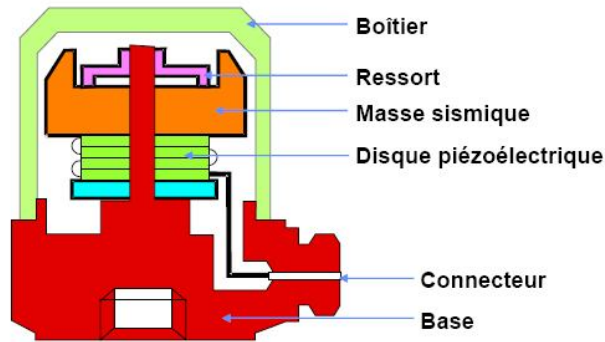 Boîtier
Ressort
Masse sismique
Disque piézoélectrique
Connecteur
Base